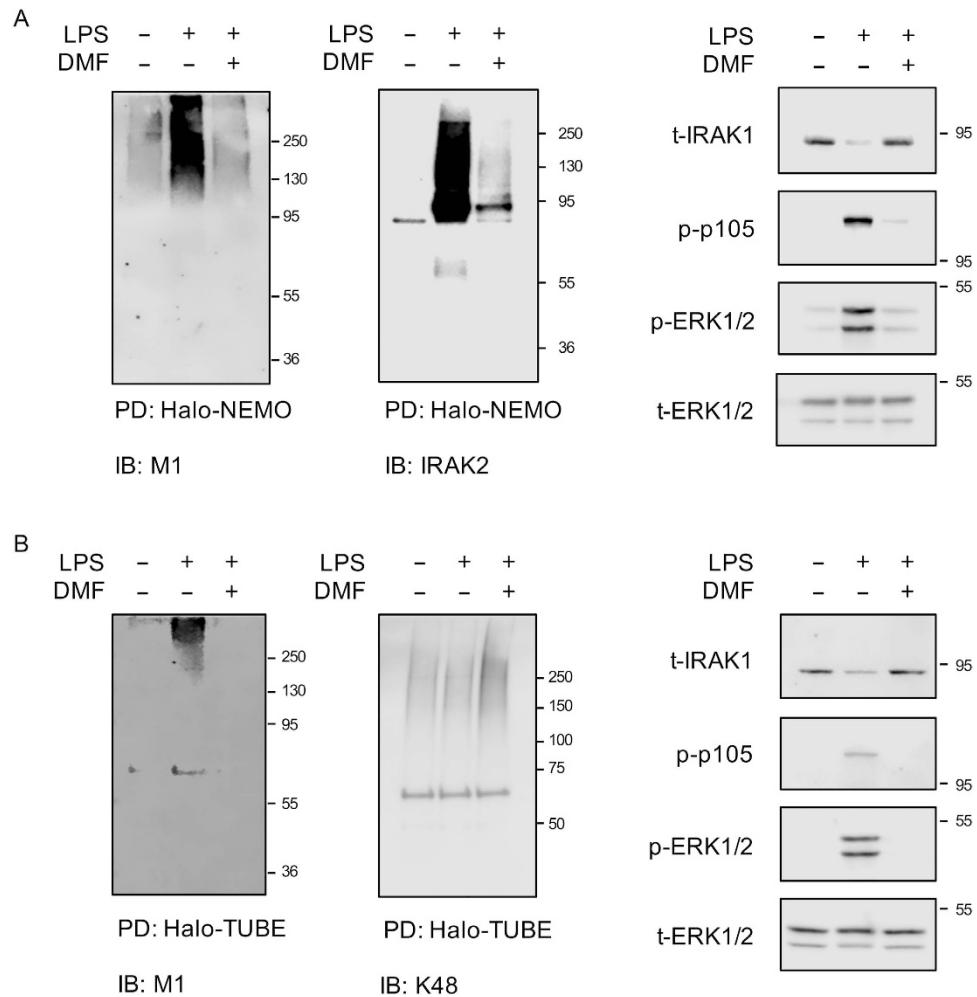 A
LPS – + +
DMF – – +
250
130
95
55
36
PD: Halo-NEMO
IB: M1
LPS – + +
DMF – – +
250
130
95
55
36
PD: Halo-NEMO
IB: IRAK2
LPS – + +
DMF – – +
t-IRAK1
95
p-p105
95
p-ERK1/2
55
t-ERK1/2
55
B
LPS – + +
DMF – – +
250
130
95
55
36
PD: Halo-TUBE
IB: M1
LPS – + +
DMF – – +
250
150
100
75
50
PD: Halo-TUBE
IB: K48
LPS – + +
DMF – – +
t-IRAK1
95
p-p105
95
p-ERK1/2
55
t-ERK1/2
55